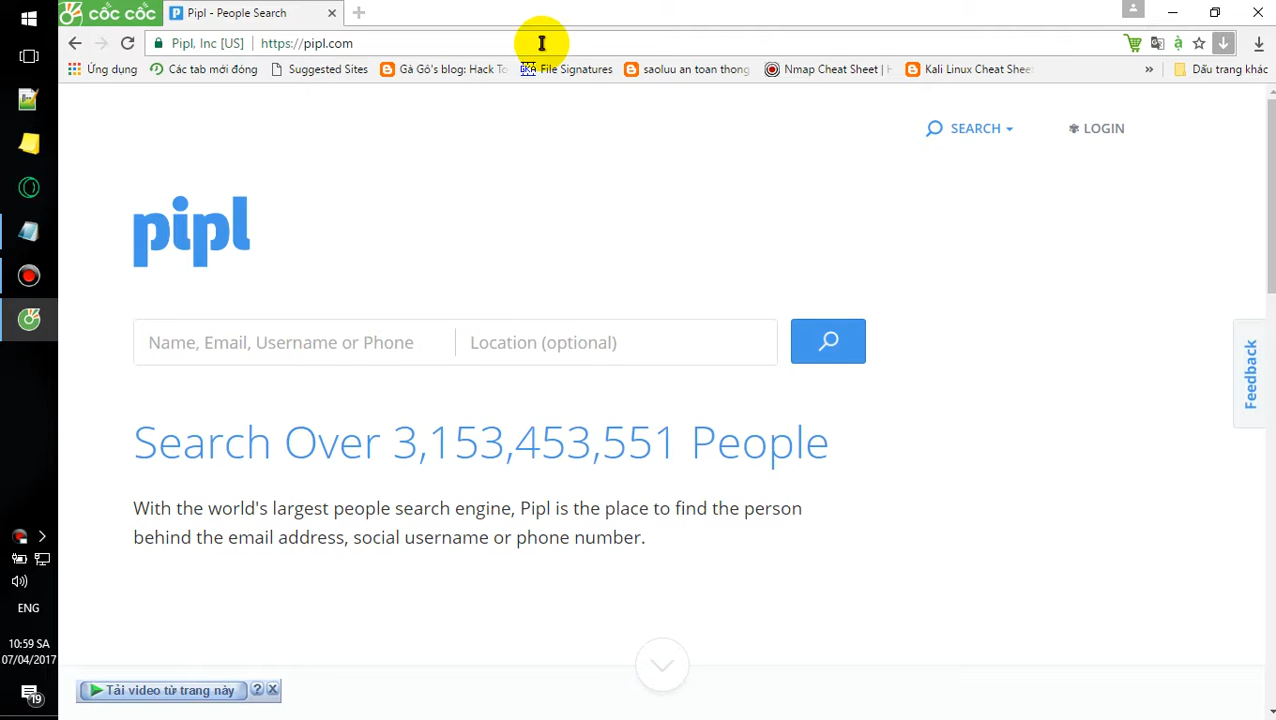 cốc cốc
Pipl - People Search
Pipl, Inc [US]
https://pipl.com
Ứng dụng
Các tab mới đóng
Suggested Sites
Gà Gô's blog: Hack To
File Signatures
saoluu an toan thong
Nmap Cheat Sheet | H
Kali Linux Cheat Shee
»
Dấu trang khác
SEARCH
LOGIN
pipl
Name, Email, Username or Phone
Location (optional)
Feedback
Search Over 3,153,453,551 People
With the world's largest people search engine, Pipl is the place to find the person
behind the email address, social username or phone number.
ENG
10:59 SA
07/04/2017
19
Tải video từ trang này
?